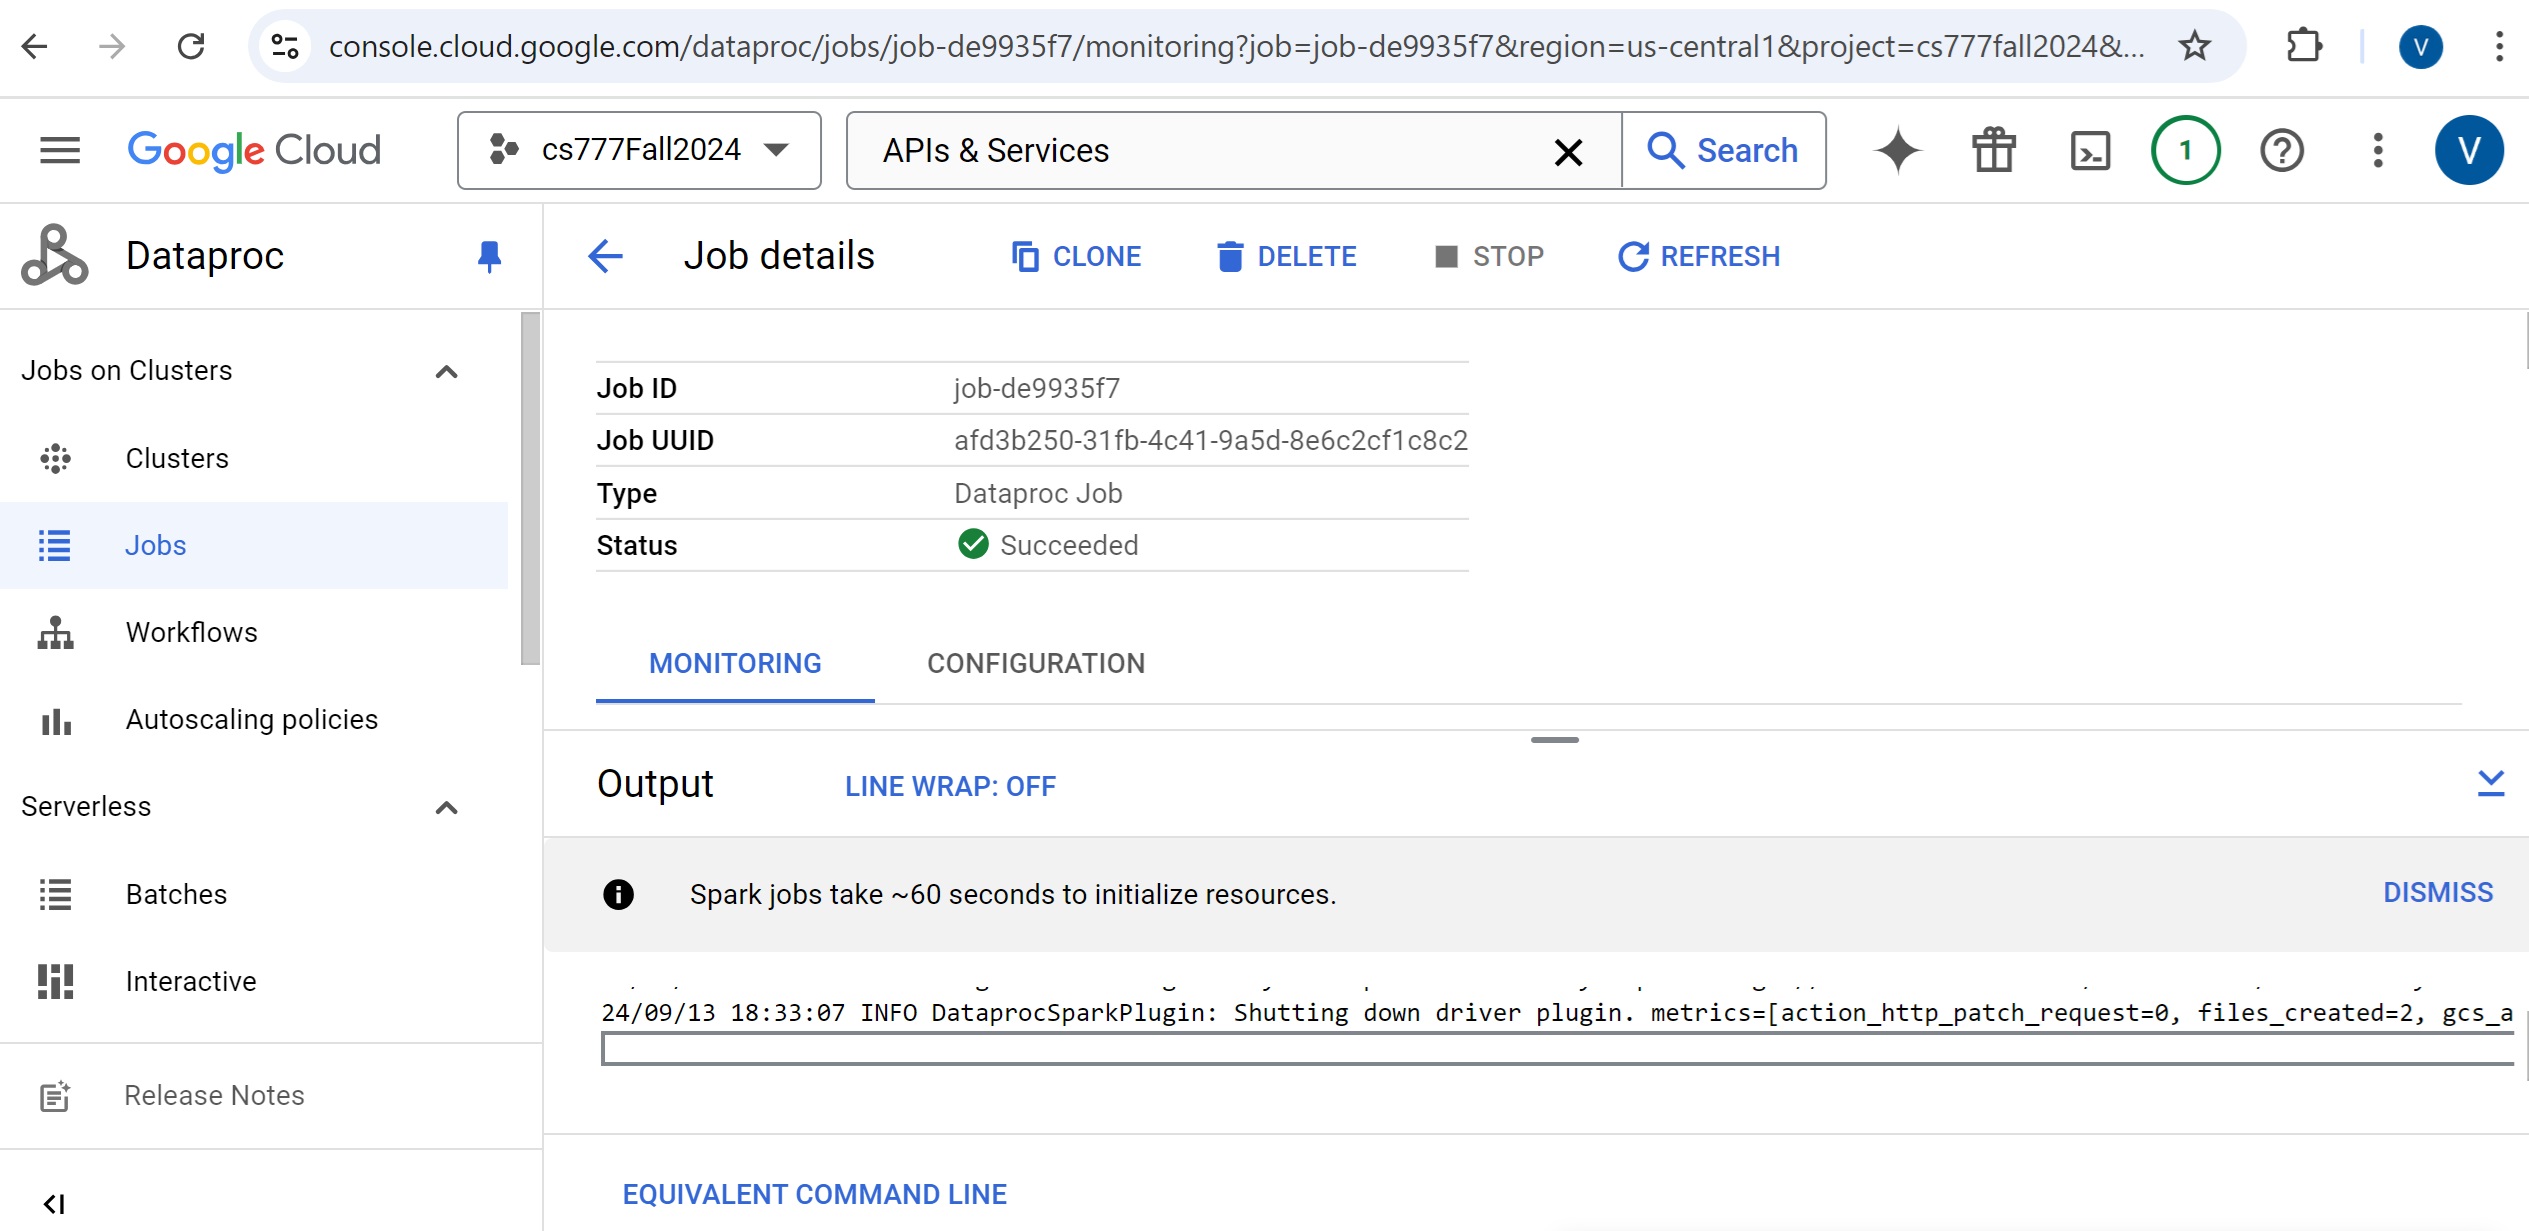 console.cloud.google.com/dataproc/jobs/job-de9935f7/monitoring?job=job-de9935f7&region=us-central1&project=cs777fall2024&...
V
Google Cloud
cs777Fall2024
APIs & Services
Search
1
V
Dataproc
Job details
CLONE
DELETE
STOP
REFRESH
Jobs on Clusters
Clusters
Jobs
Workflows
Autoscaling policies
Serverless
Batches
Interactive
Release Notes
Job ID job-de9935f7
Job UUID afd3b250-31fb-4c41-9a5d-8e6c2cf1c8c2
Type Dataproc Job
Status Succeeded
MONITORING CONFIGURATION
Output LINE WRAP: OFF
Spark jobs take ~60 seconds to initialize resources.
DISMISS
24/09/13 18:33:07 INFO DataprocSparkPlugin: Shutting down driver plugin. metrics=[action_http_patch_request=0, files_created=2, gcs_a
EQUIVALENT COMMAND LINE